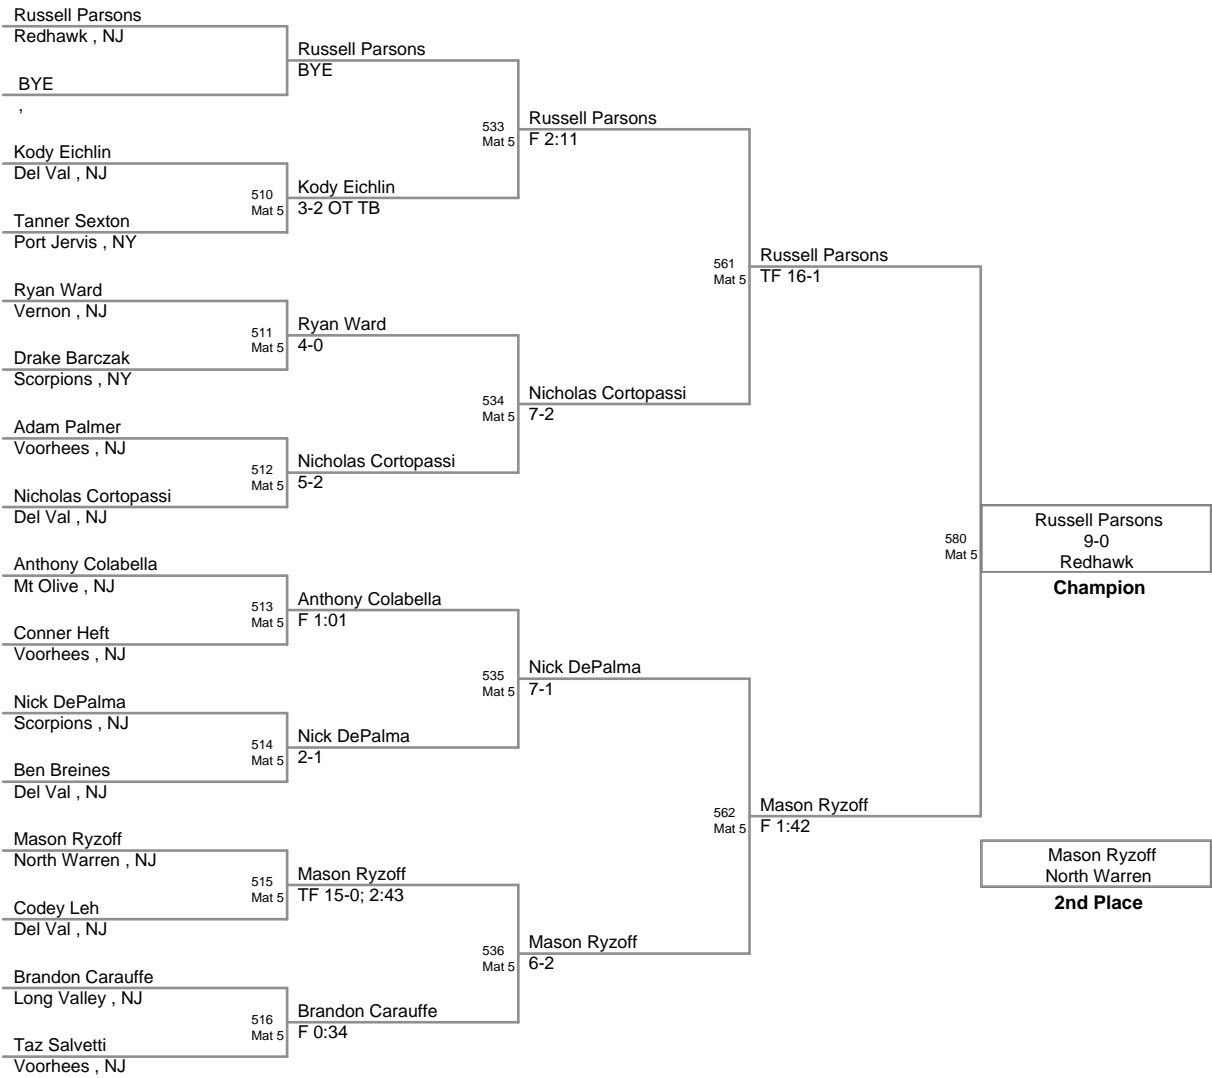 Russell Parsons
Redhawk , NJ
BYE
,
Kody Eichlin
Del Val , NJ
Tanner Sexton
Port Jervis , NY
Ryan Ward
Vernon , NJ
Drake Barczak
Scorpions , NY
Adam Palmer
Voorhees , NJ
Nicholas Cortopassi
Del Val , NJ
Anthony Colabella
Mt Olive , NJ
Conner Heft
Voorhees , NJ
Nick DePalma
Scorpions , NJ
Ben Breines
Del Val , NJ
Mason Ryzoff
North Warren , NJ
Codey Leh
Del Val , NJ
Brandon Carauffe
Long Valley , NJ
Taz Salvetti
Voorhees , NJ
Russell Parsons
BYE
510
Mat 5
Kody Eichlin
3-2 OT TB
511
Mat 5
Ryan Ward
4-0
512
Mat 5
Nicholas Cortopassi
5-2
513
Mat 5
Anthony Colabella
F 1:01
514
Mat 5
Nick DePalma
2-1
515
Mat 5
Mason Ryzoff
TF 15-0; 2:43
516
Mat 5
Brandon Carauffe
F 0:34
533
Mat 5
Russell Parsons
F 2:11
534
Mat 5
Nicholas Cortopassi
7-2
535
Mat 5
Nick DePalma
7-1
536
Mat 5
Mason Ryzoff
6-2
561
Mat 5
Russell Parsons
TF 16-1
562
Mat 5
Mason Ryzoff
F 1:42
580
Mat 5
Russell Parsons
9-0
Redhawk
Champion
Mason Ryzoff
North Warren
2nd Place